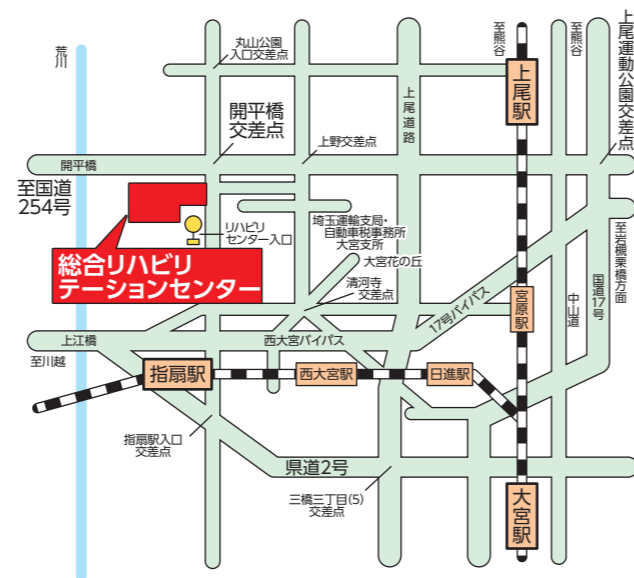 丸山公園
入口交差点
荒川
至熊谷
至熊谷
上尾運動公園交差点
上尾駅
上尾道路
開平橋
交差点
上野交差点
開平橋
至国道
254号
リハビリ
センター入口
埼玉運輸支局・
自動車税事務所
大宮支所
大宮花の丘
清河寺
交差点
総合リハビリ
テーションセンター
至岩槻栗橋方面
国道17号
中山道
宮原駅
17号バイパス
上江橋
西大宮バイパス
至川越
指扇駅
西大宮駅
日進駅
指扇駅入口
交差点
県道2号
三橋三丁目(5)
交差点
大宮駅